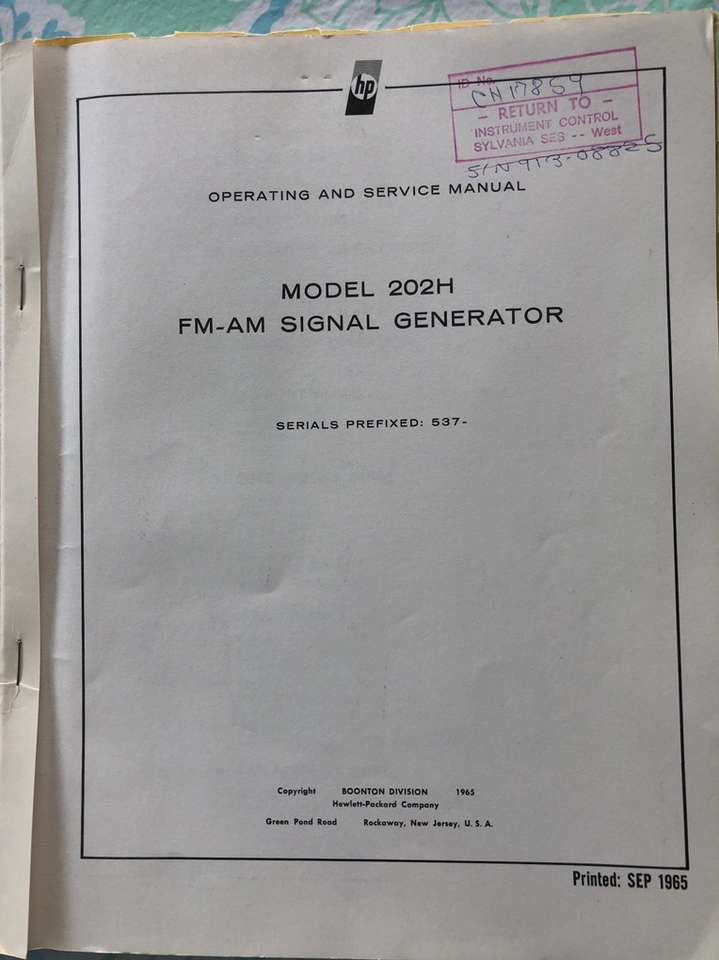 hp
ID No.
CH17859
- RETURN TO -
INSTRUMENT CONTROL
SYLVANIA SES -- West
S/N 913-08825
OPERATING AND SERVICE MANUAL
MODEL 202H
FM-AM SIGNAL GENERATOR
SERIALS PREFIXED: 537-
Copyright BOONTON DIVISION 1965
Hewlett-Packard Company
Green Pond Road Rockaway, New Jersey, U. S. A.
Printed: SEP 1965